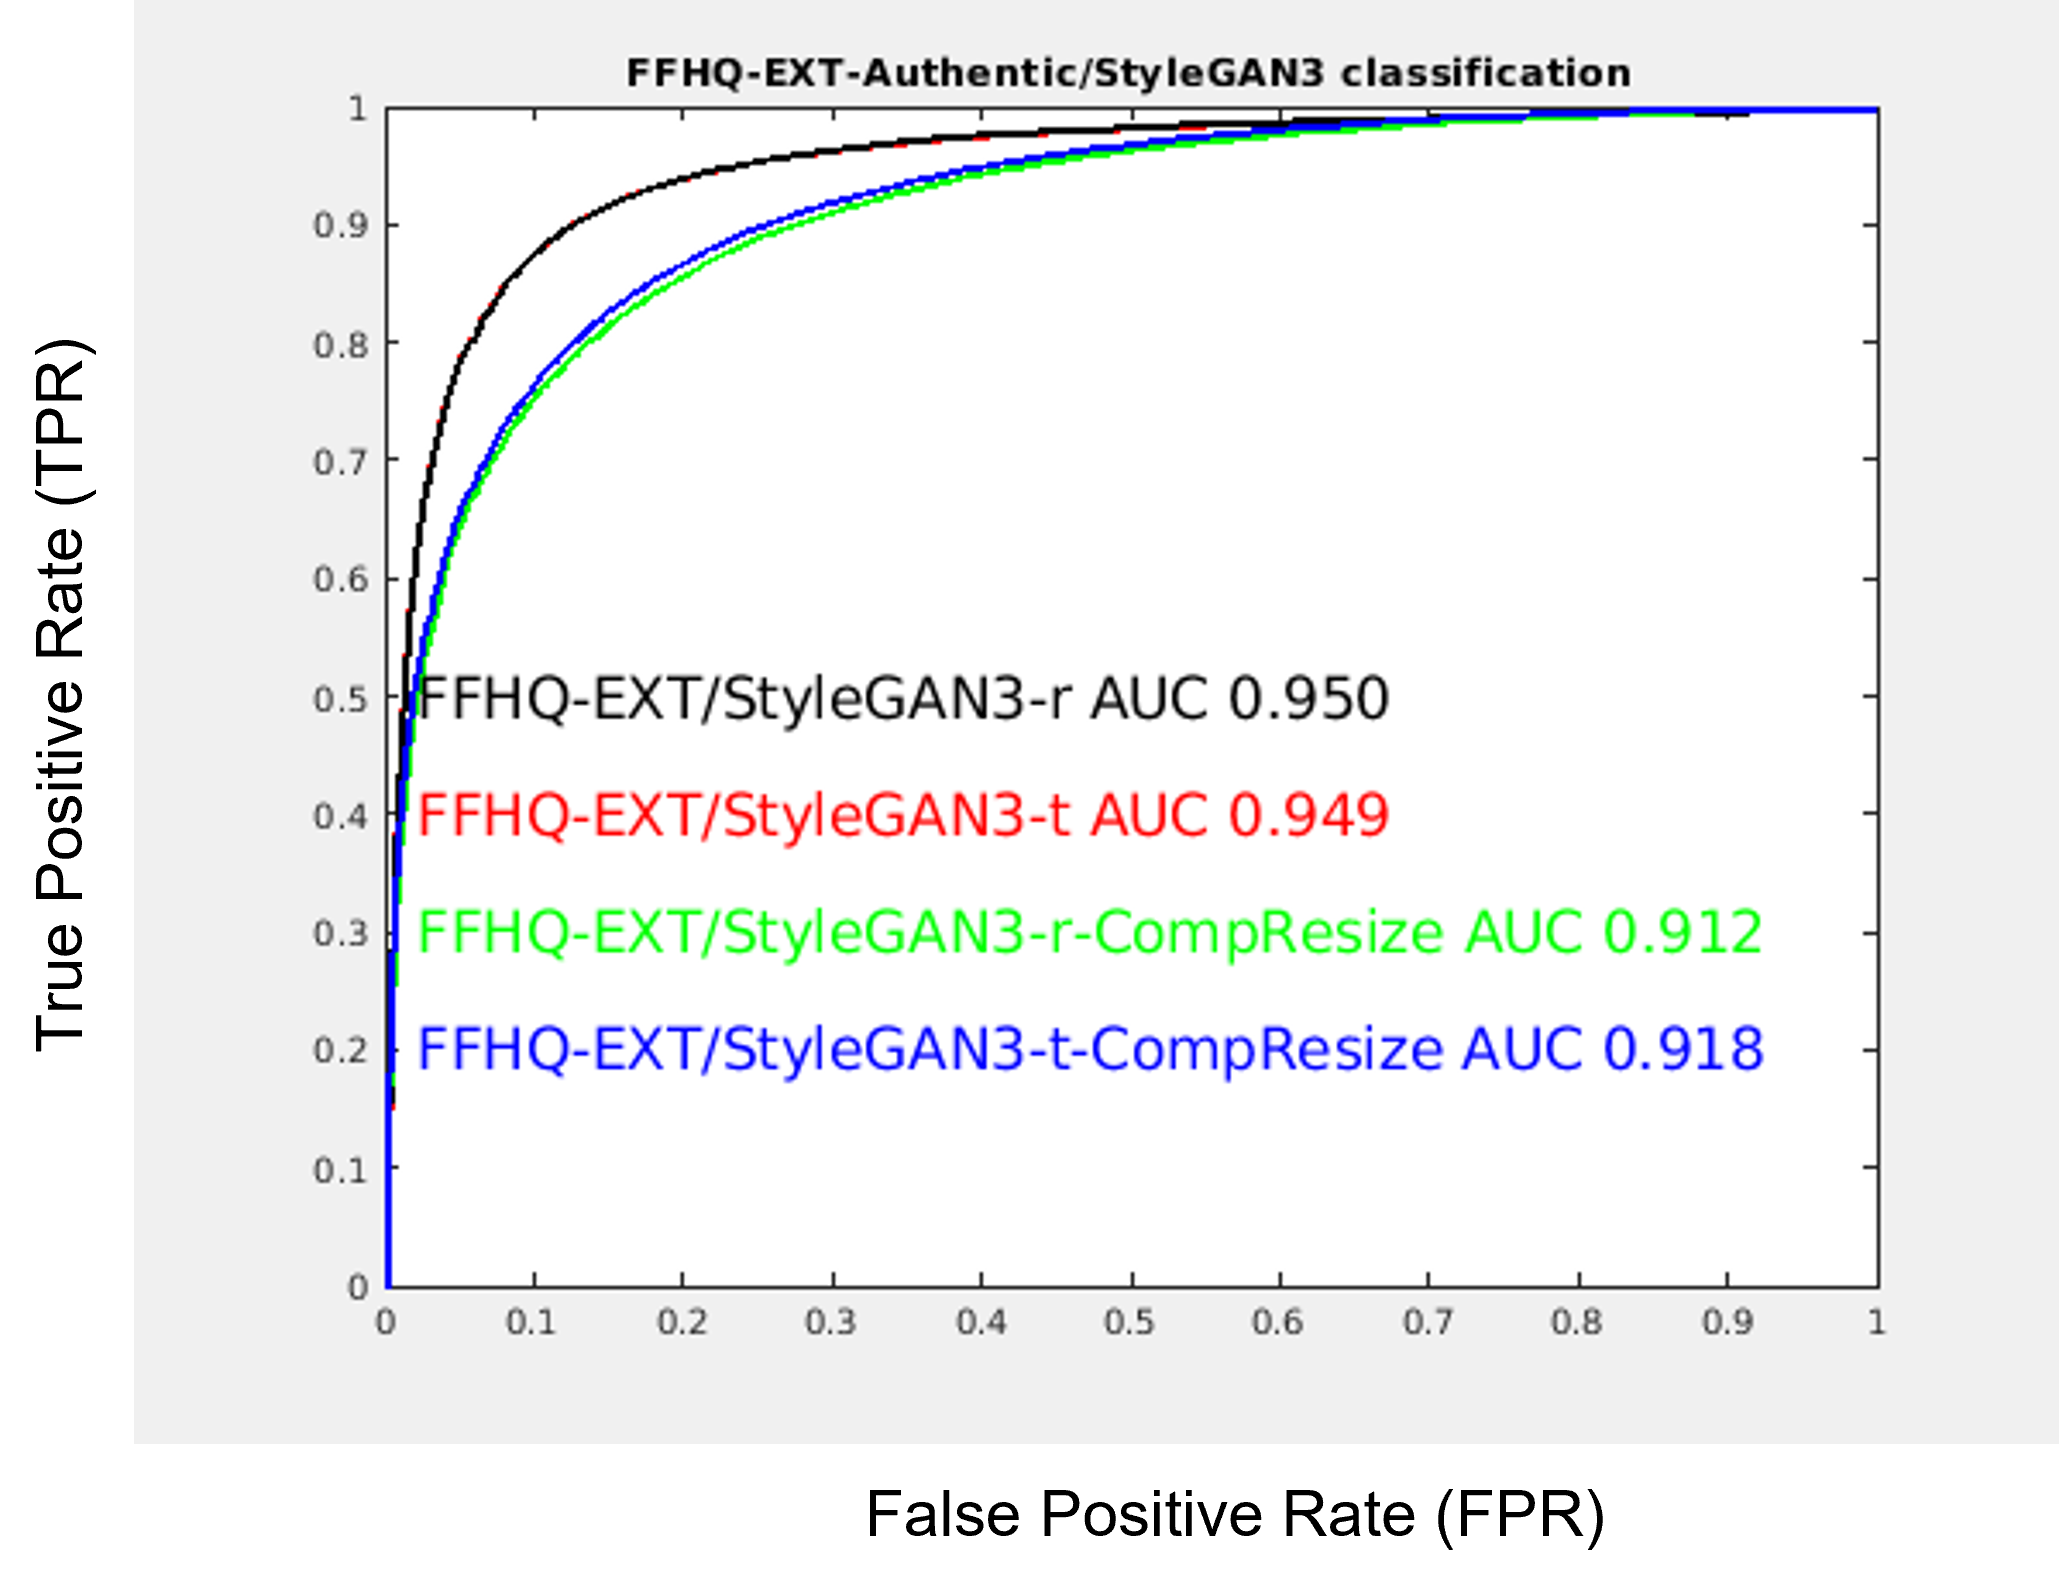 FFHQ-EXT-Authentic/StyleGAN3 classification
True Positive Rate (TPR)
1
0.9
0.8
0.7
0.6
0.5
0.4
0.3
0.2
0.1
0
FFHQ-EXT/StyleGAN3-r AUC 0.950
FFHQ-EXT/StyleGAN3-t AUC 0.949
FFHQ-EXT/StyleGAN3-r-CompResize AUC 0.912
FFHQ-EXT/StyleGAN3-t-CompResize AUC 0.918
0 0.1 0.2 0.3 0.4 0.5 0.6 0.7 0.8 0.9 1
False Positive Rate (FPR)